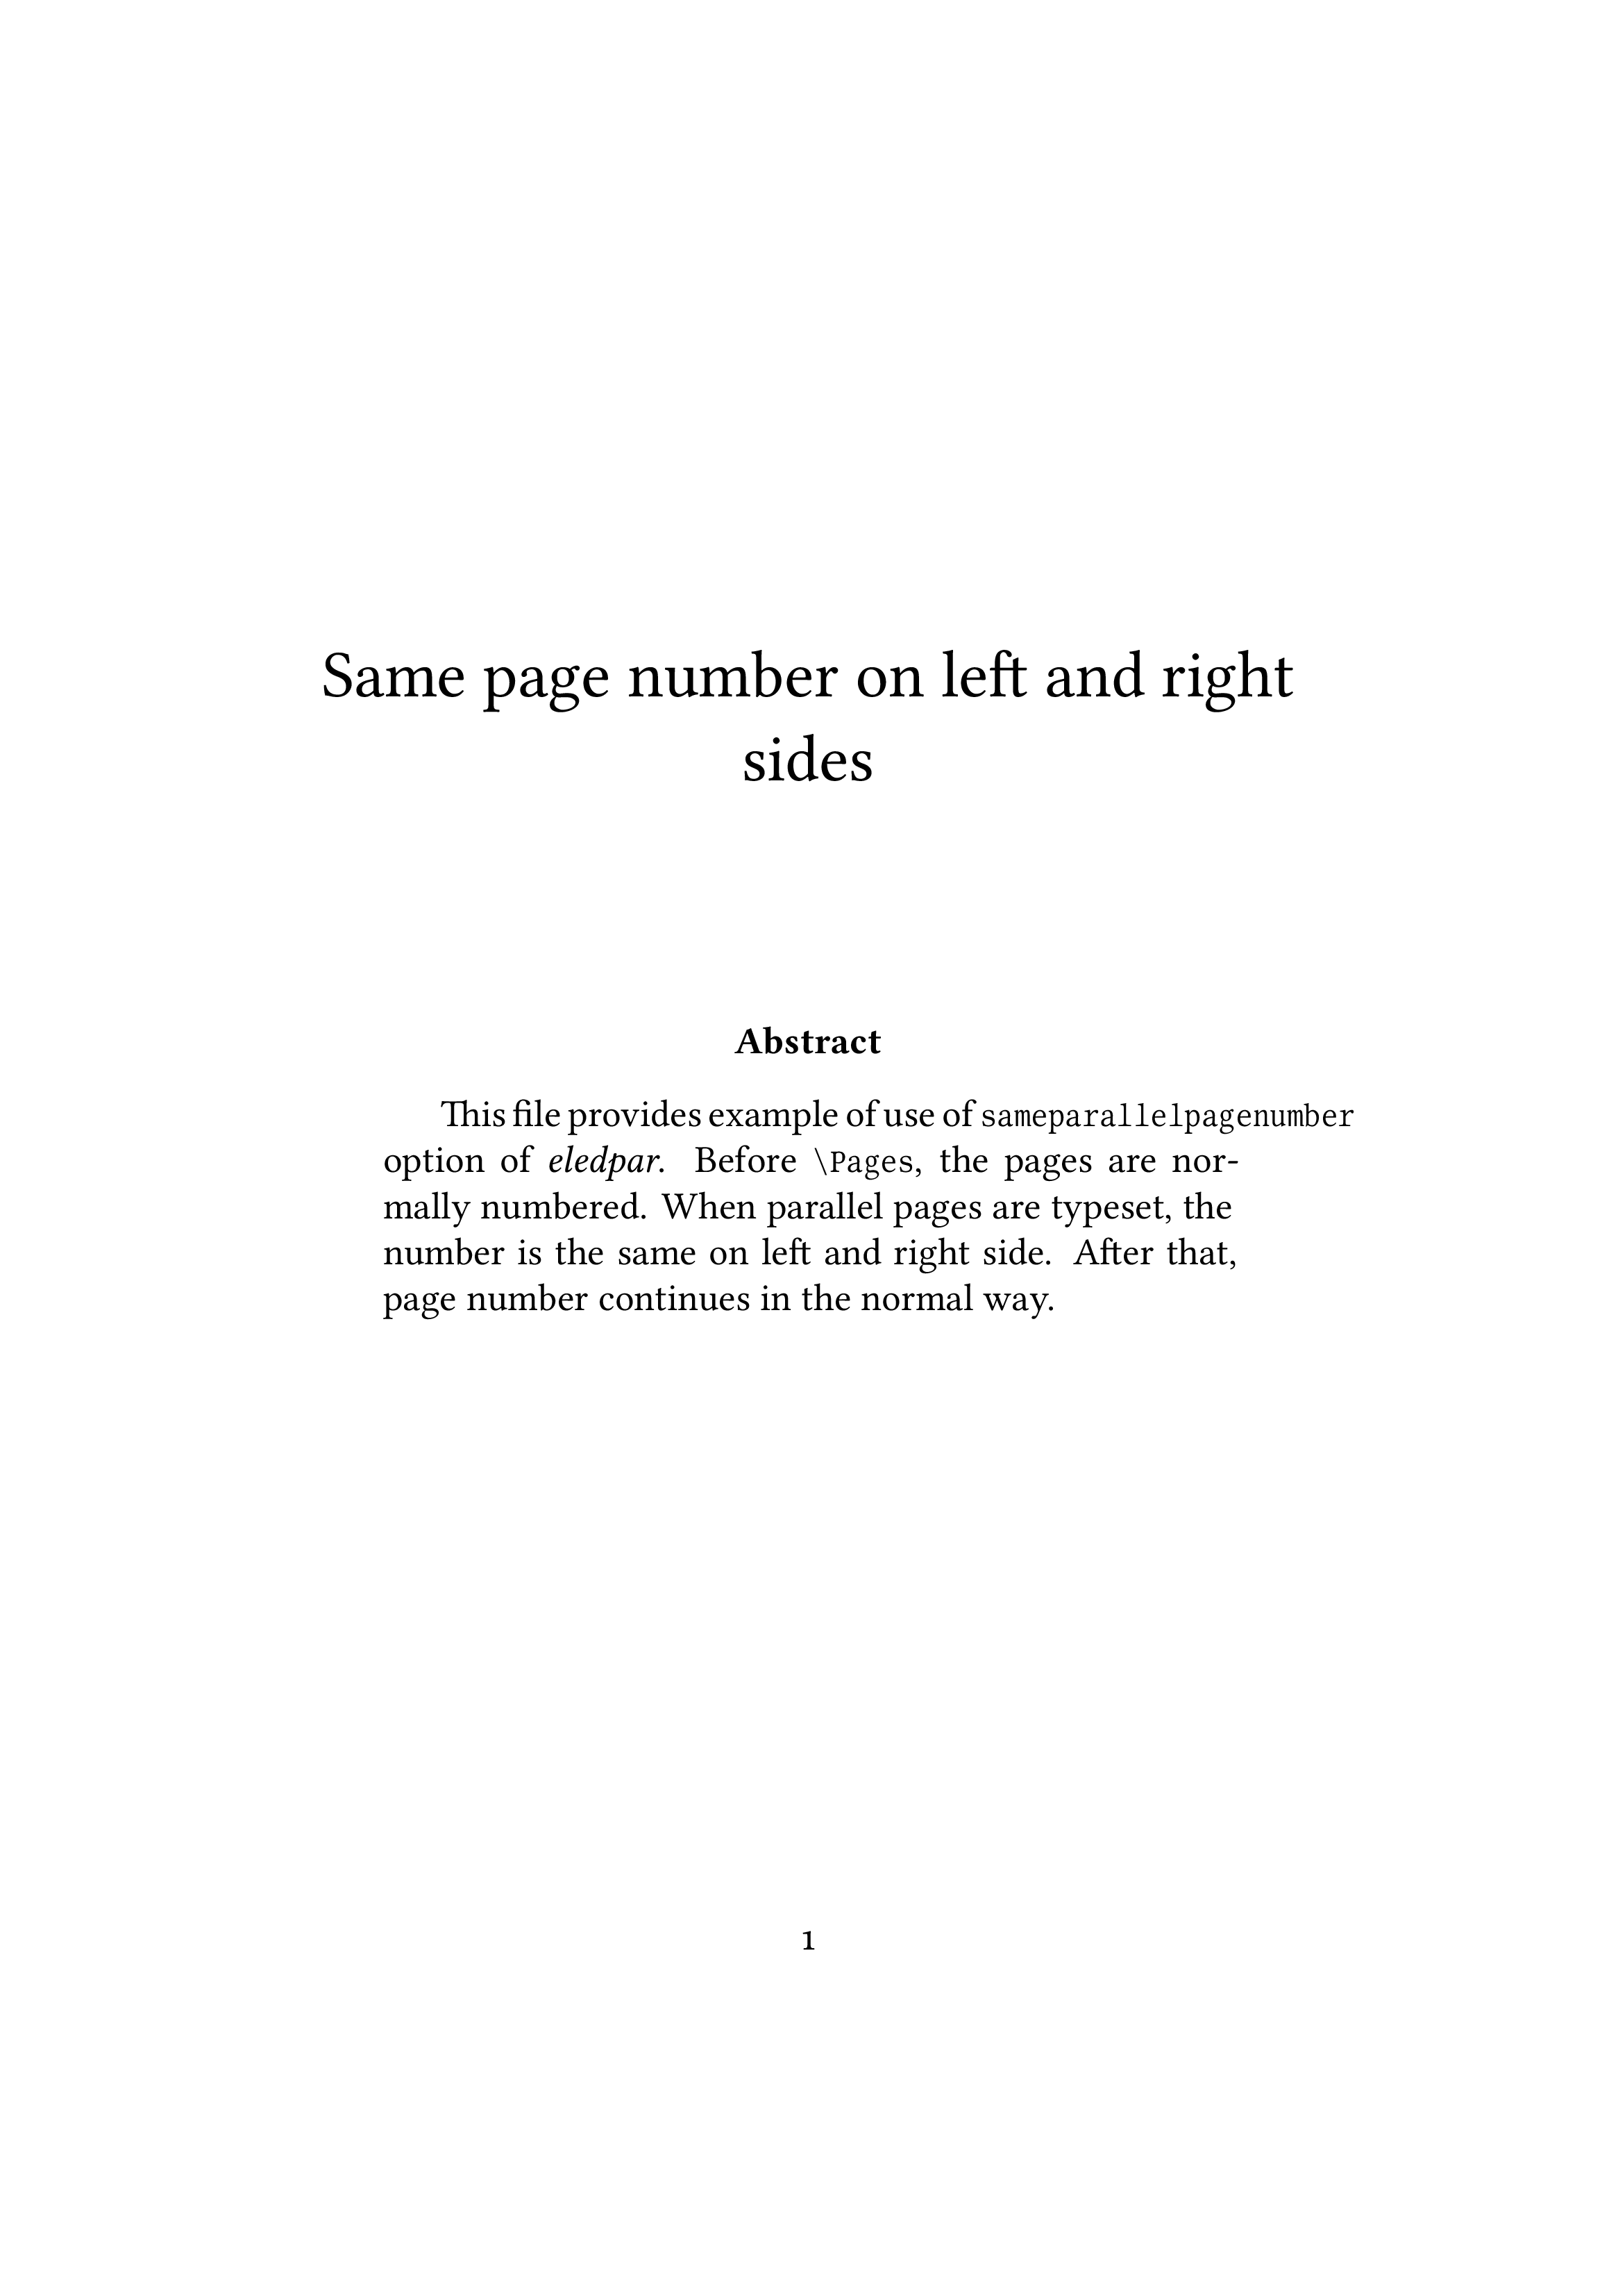 Same page number on left and right
sides
Abstract
This file provides example of use of sameparallelpagenumber
option of eledpar. Before \Pages, the pages are nor-
mally numbered. When parallel pages are typeset, the
number is the same on left and right side. After that,
page number continues in the normal way.
1